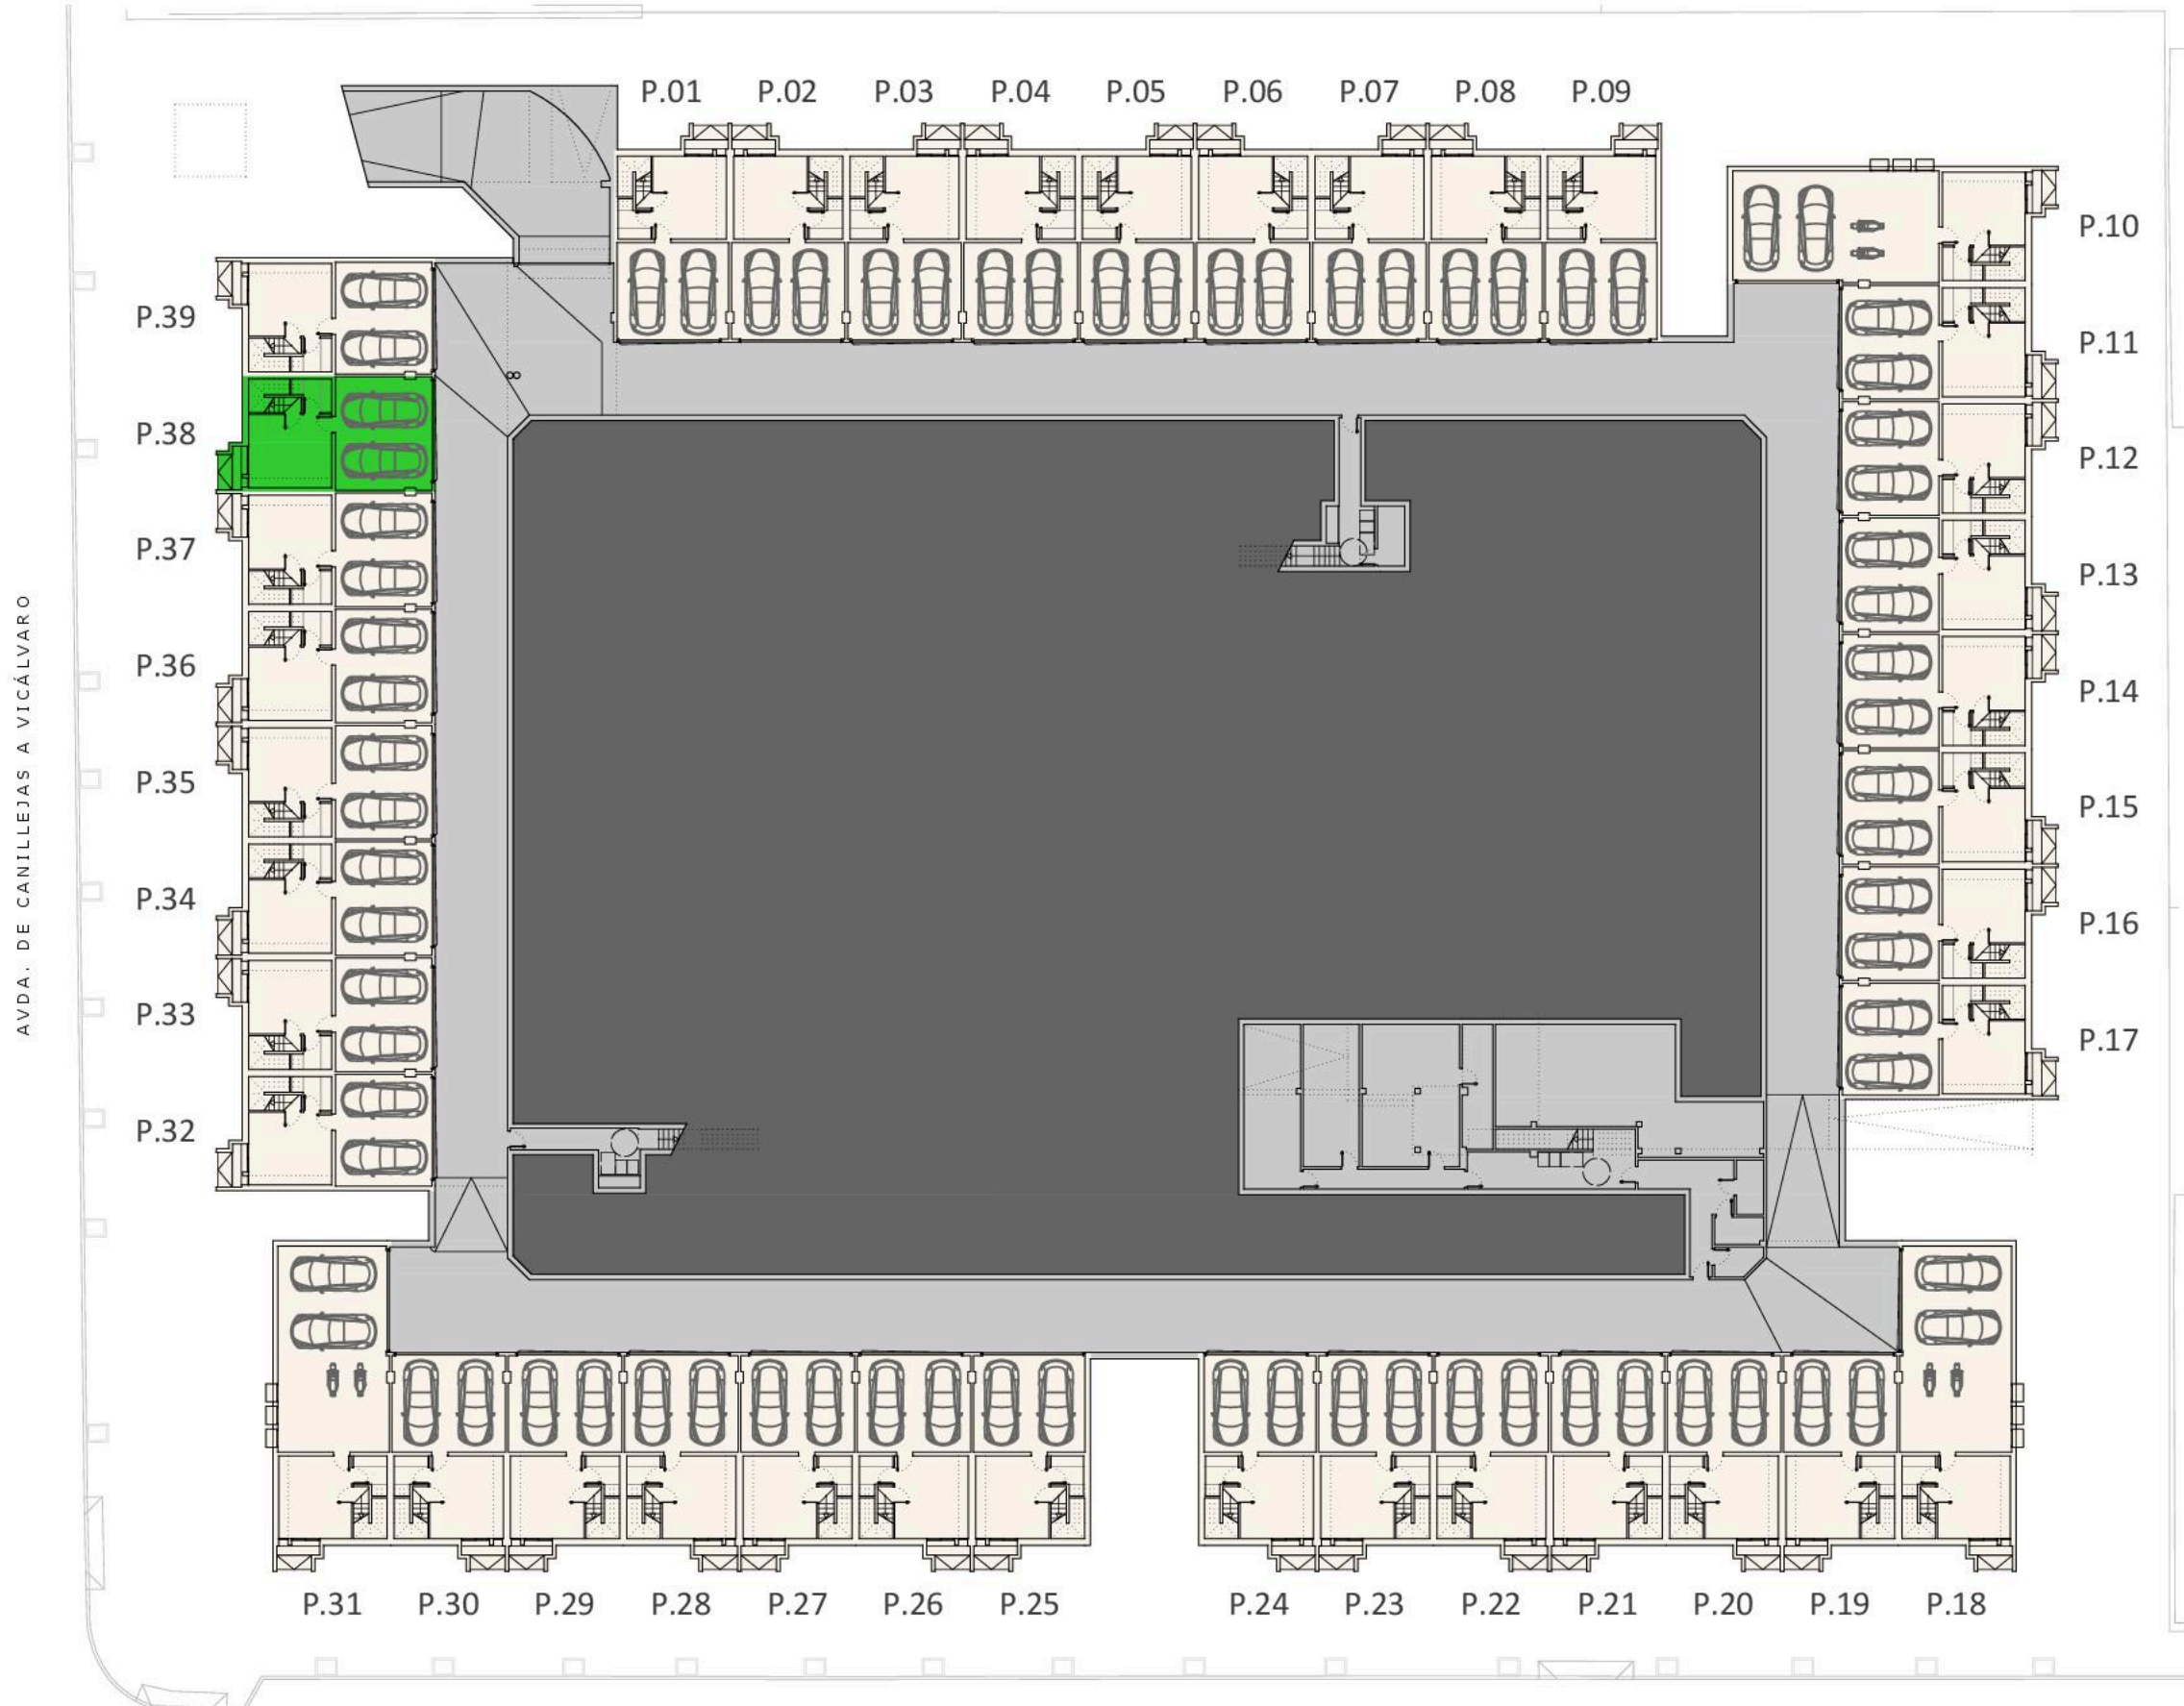 P.01 P.02 P.03 P.04 P.05 P.06 P.07 P.08 P.09
P.10
P.11
P.12
P.13
P.14
P.15
P.16
P.17
P.39
P.38
P.37
P.36
P.35
P.34
P.33
P.32
AVDA. DE CANILLEJAS A VICÁLVARO
P.31 P.30 P.29 P.28 P.27 P.26 P.25 P.24 P.23 P.22 P.21 P.20 P.19 P.18